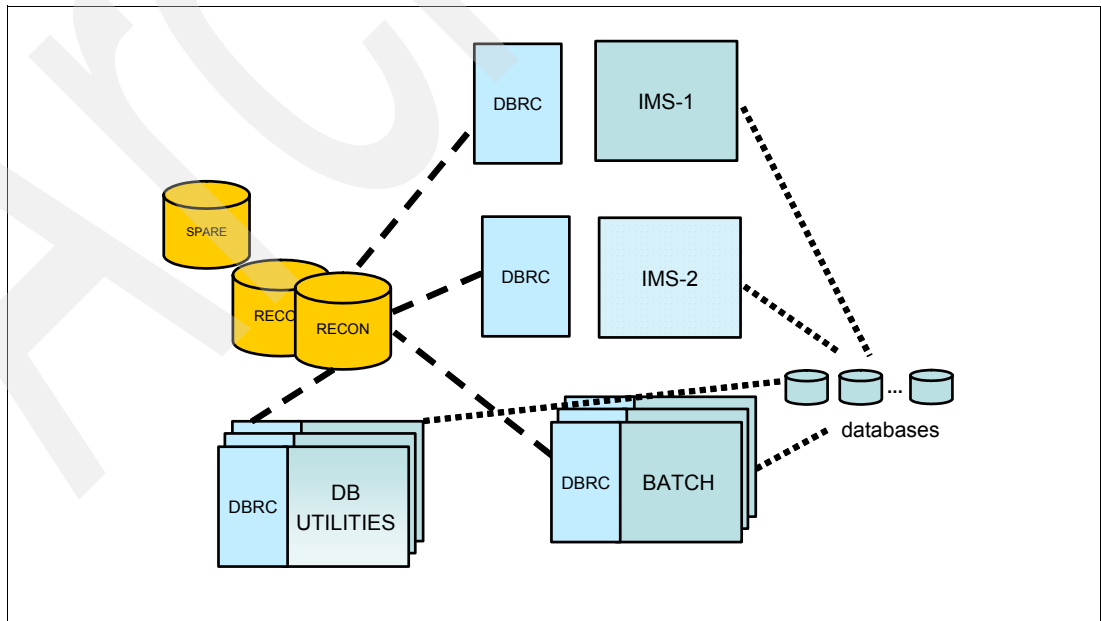 DBRC
IMS-1
SPARE
DBRC
IMS-2
RECO
RECON
...
databases
DBRC
DB
UTILITIES
DBRC
BATCH